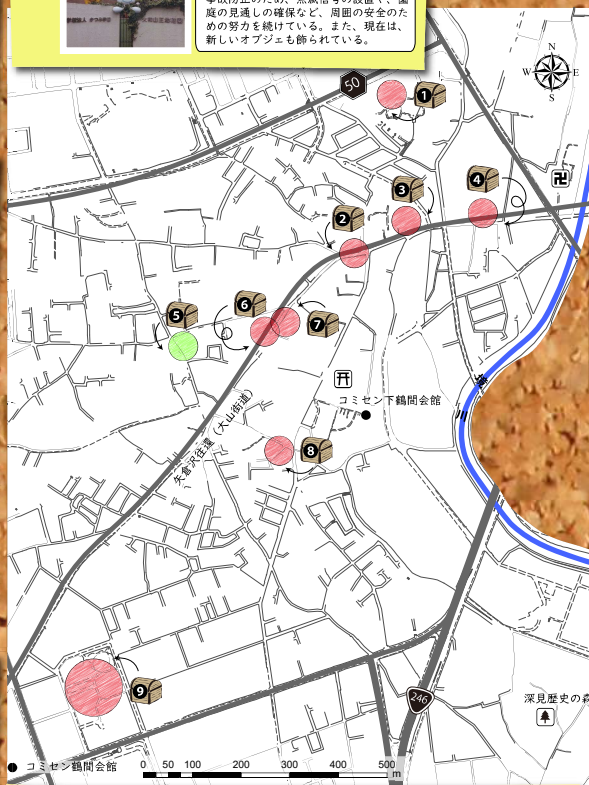 事故防止のため、点滅信号の設置や、園
庭の見通しの確保など、周囲の安全のた
めの努力を続けている。また、現在は、
新しいオブジェも飾られている。
50
N
W E
S
1
2
3
4
5
6
7
8
9
境川
コミセン下鶴間会館
矢倉沢往還(大山街道)
246
深見歴史の森
コミセン鶴間会館
0 50 100 200 300 400 500
m